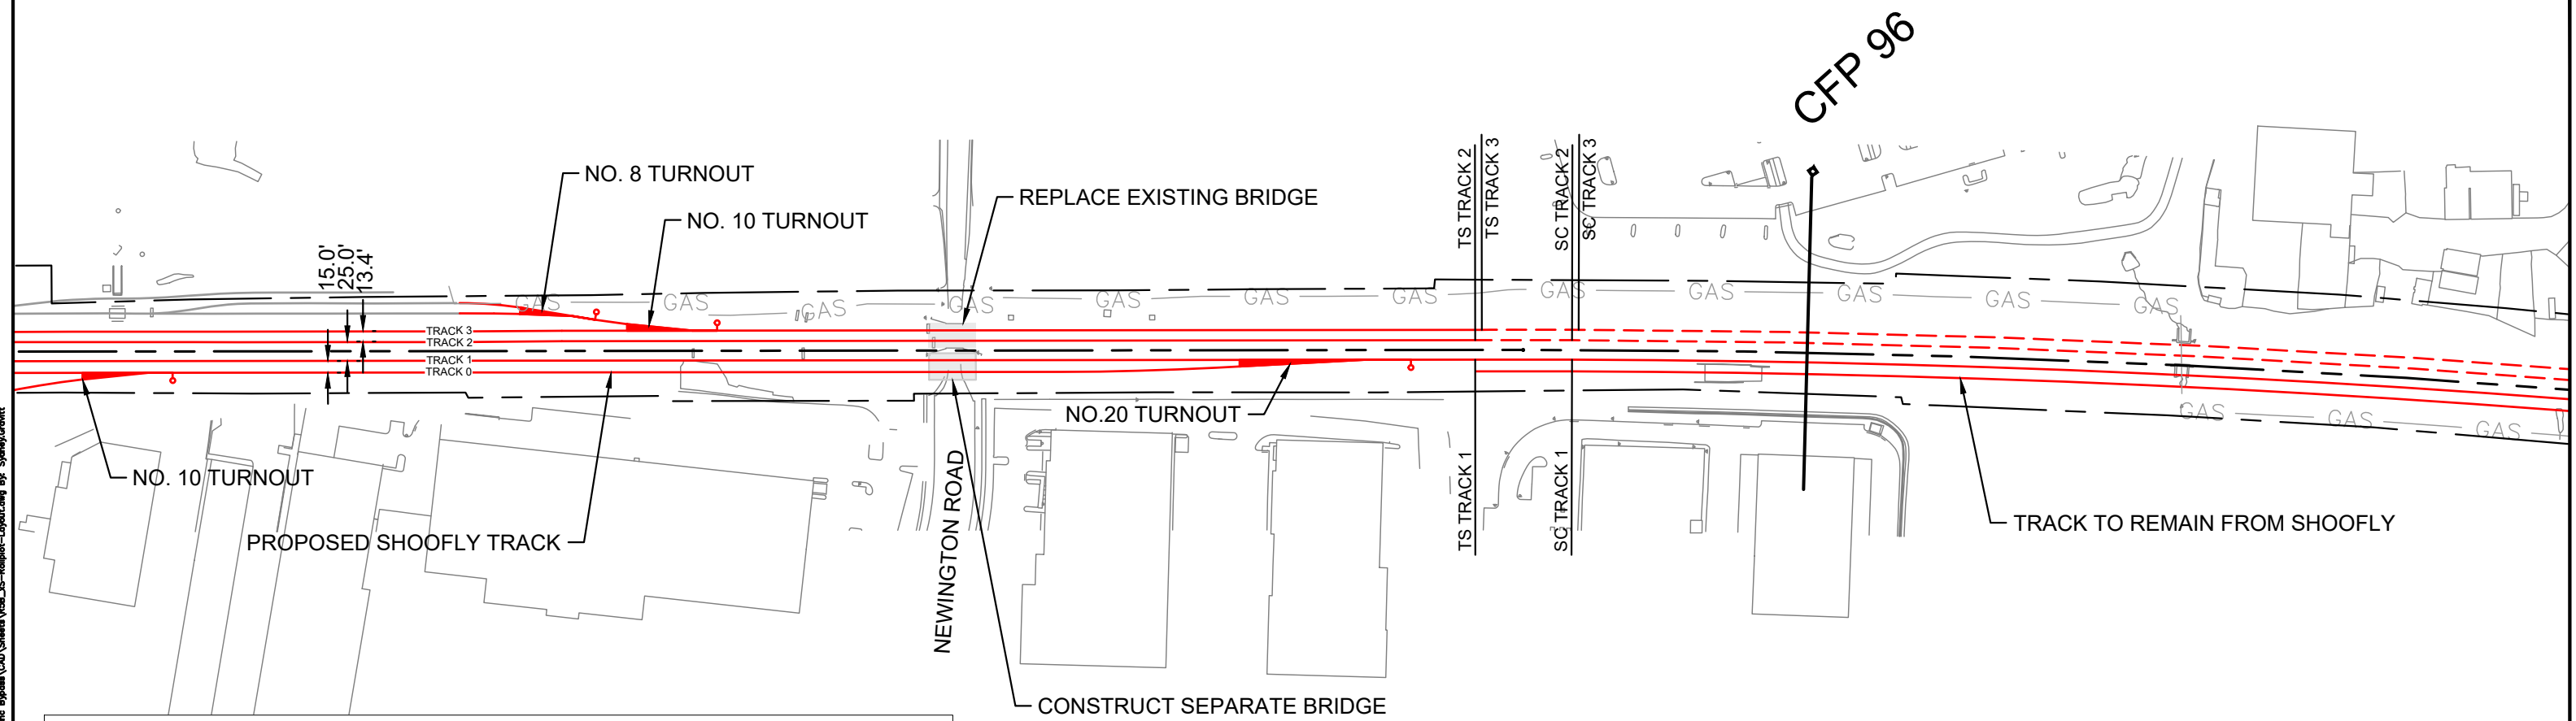 CFP 96
NO. 8 TURNOUT
NO. 10 TURNOUT
REPLACE EXISTING BRIDGE
TS TRACK 2
TS TRACK 3
SC TRACK 2
SC TRACK 3
15.0'
25.0'
13.4'
GAS
GAS
GAS
GAS
GAS
GAS
GAS
GAS
GAS
GAS
GAS
GAS
TRACK 3
TRACK 2
TRACK 1
TRACK 0
NO.20 TURNOUT
GAS
GAS
GAS
NO. 10 TURNOUT
PROPOSED SHOOFLY TRACK
NEWINGTON ROAD
TS TRACK 1
SC TRACK 1
TRACK TO REMAIN FROM SHOOFLY
CONSTRUCT SEPARATE BRIDGE